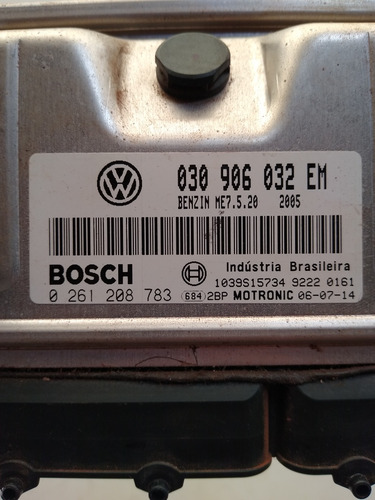 030 906 032 EM
BENZIN ME7.5.20 2005
BOSCH Indústria Brasileira
1039S15734 9222 0161
0 261 208 783 684 2BP MOTRONIC 06-07-14